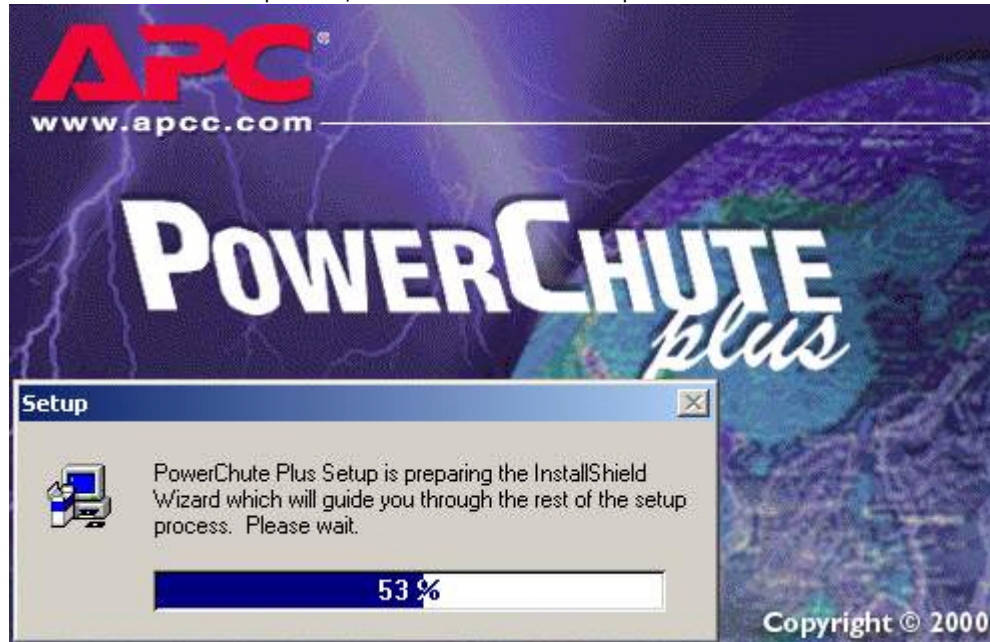 APC®
www.apcc.com
POWERCHUTE
plus
Setup
PowerChute Plus Setup is preparing the InstallShield
Wizard which will guide you through the rest of the setup
process. Please wait.
53 %
Copyright © 2000